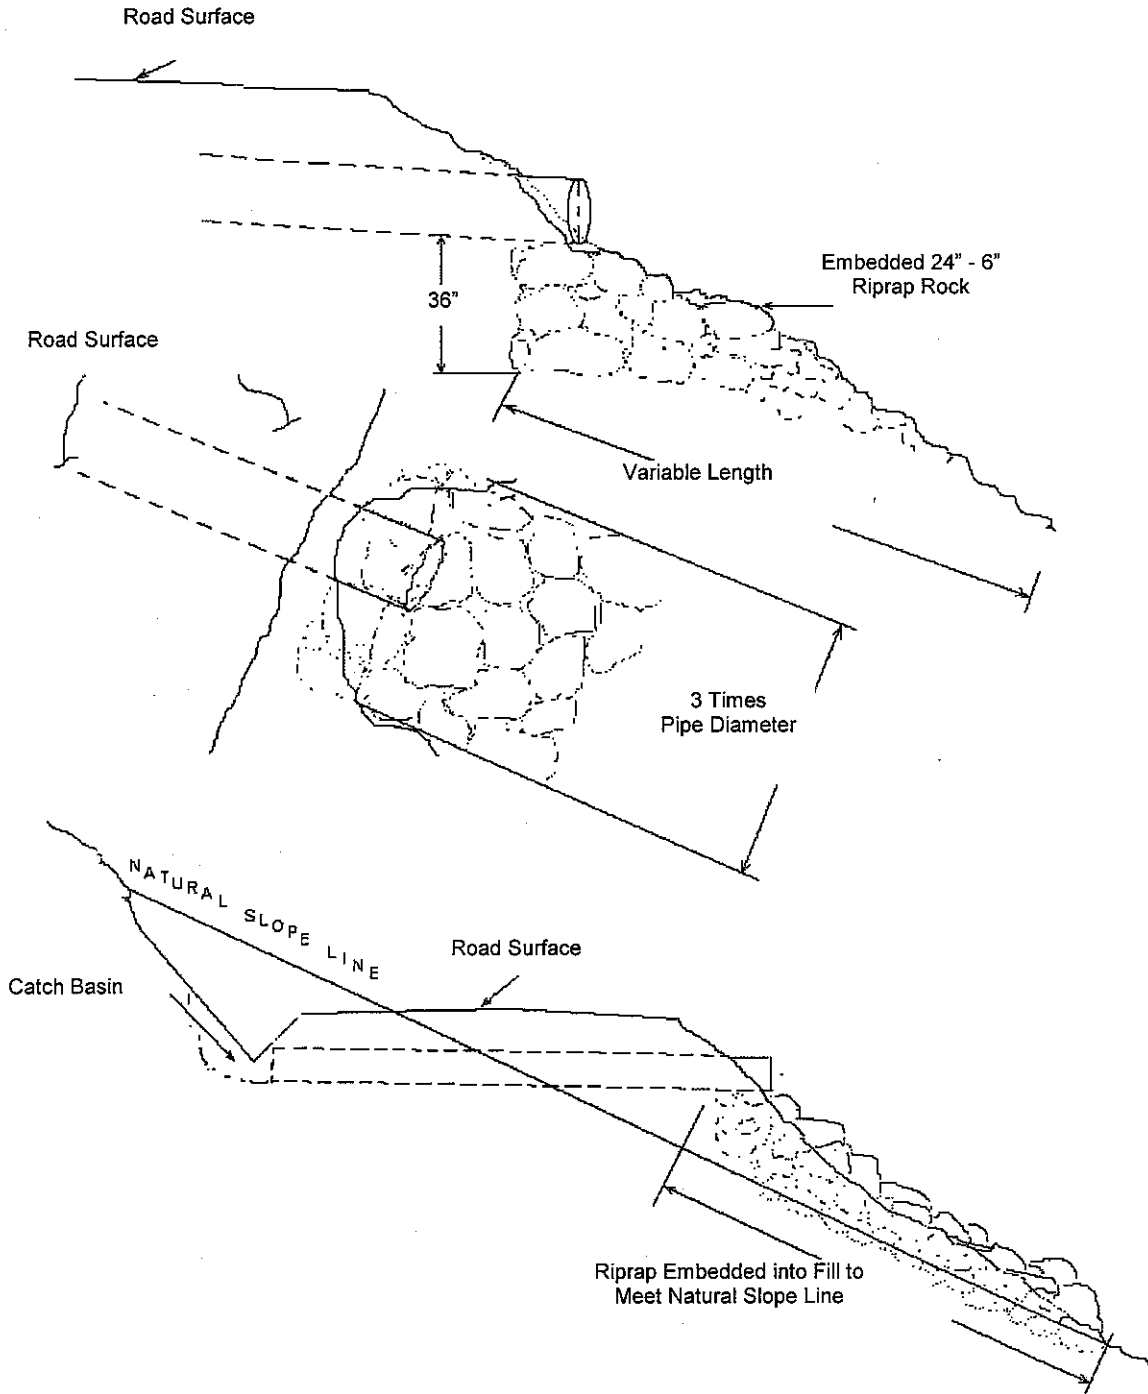 Road Surface
Embedded 24" - 6"
Riprap Rock
36"
Road Surface
Variable Length
3 Times
Pipe Diameter
NATURAL SLOPE LINE
Road Surface
Catch Basin
Riprap Embedded into Fill to
Meet Natural Slope Line